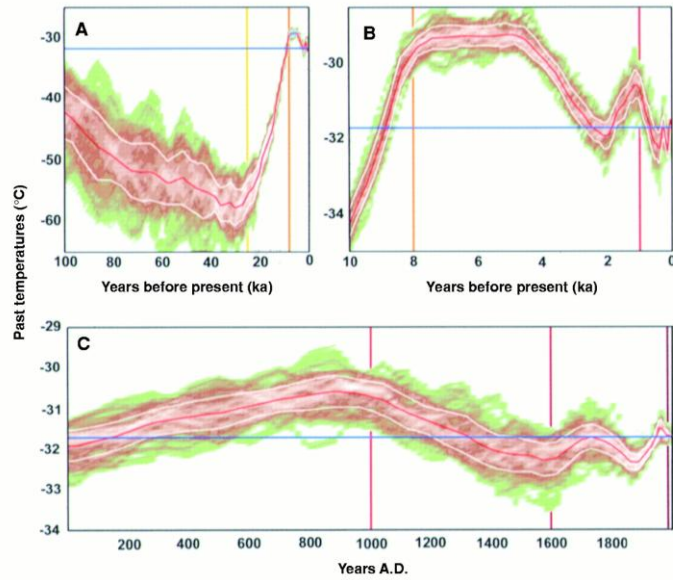 Past temperatures (°C)
A
-30
-40
-50
-60
100 80 60 40 20 0
Years before present (ka)
B
-30
-32
-34
10 8 6 4 2 0
Years before present (ka)
C
-29
-30
-31
-32
-33
-34
200 400 600 800 1000 1200 1400 1600 1800
Years A.D.